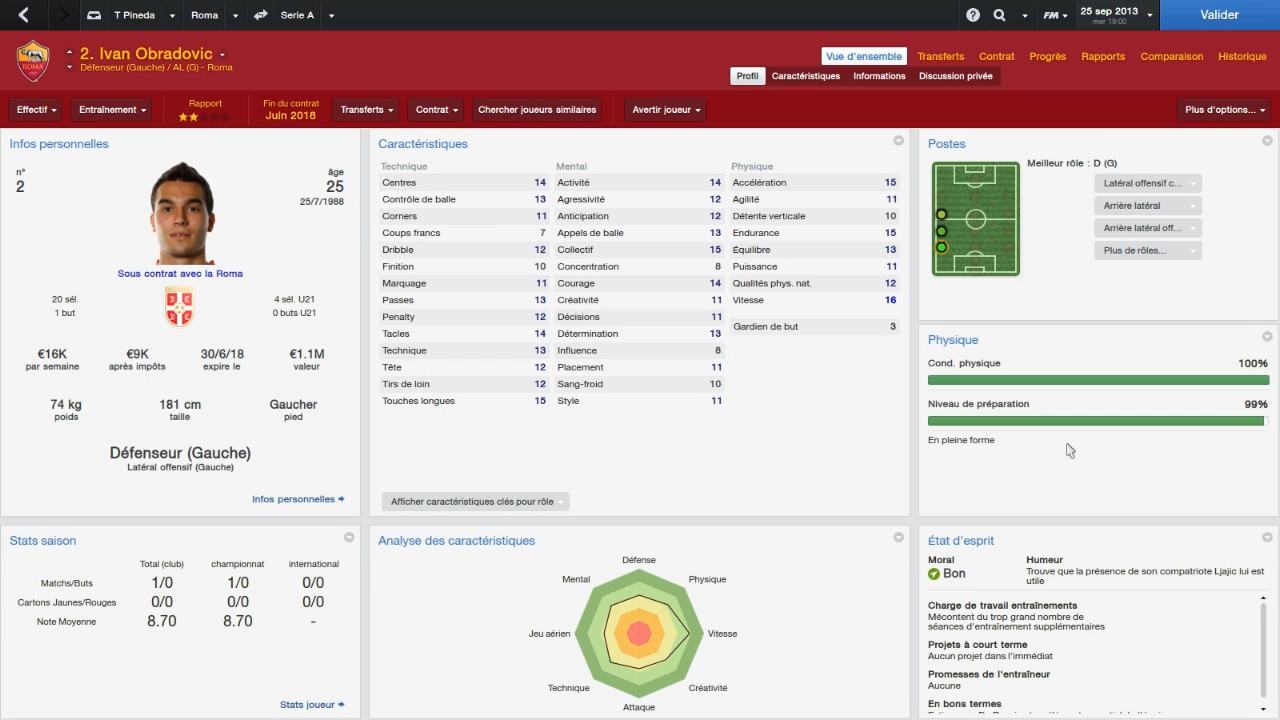 T Pineda Roma Serie A ? FM 25 sep 2013 Valider
mer 19:00
2. Ivan Obradovic
Défenseur (Gauche) / AL (G) - Roma
ROMA
Vue d'ensemble Transferts Contrat Progrès Rapports Comparaison Historique
Profil Caractéristiques Informations Discussion privée
Effectif Entraînement Rapport Fin du contrat Juin 2018 Transferts Contrat Chercher joueurs similaires Avertir joueur Plus d'options...
Infos personnelles
n°
2
âge
25
25/7/1988
Sous contrat avec la Roma
20 sél.
1 but
4 sél. U21
0 buts U21
€16K €9K 30/6/18 €1.1M
par semaine après impôts expire le valeur
74 kg 181 cm Gaucher
poids taille pied
Défenseur (Gauche)
Latéral offensif (Gauche)
Infos personnelles
Caractéristiques
Technique Mental Physique
Centres 14 Activité 14 Accélération 15
Contrôle de balle 13 Agressivité 12 Agilité 11
Corners 11 Anticipation 12 Détente verticale 10
Coups francs 7 Appels de balle 13 Endurance 15
Dribble 12 Collectif 15 Équilibre 13
Finition 10 Concentration 8 Puissance 11
Marquage 11 Courage 14 Qualités phys. nat. 12
Passes 13 Créativité 11 Vitesse 16
Penalty 12 Décisions 11
Gardien de but 3
Tacles 14 Détermination 13
Technique 13 Influence 8
Tête 12 Placement 11
Tirs de loin 12 Sang-froid 10
Touches longues 15 Style 11
Afficher caractéristiques clés pour rôle
Postes
Meilleur rôle : D (G)
Latéral offensif c...
Arrière latéral
Arrière latéral off...
Plus de rôles...
Physique
Cond. physique 100%
Niveau de préparation 99%
En pleine forme
Stats saison
Total (club) championnat international
Matchs/Buts 1/0 1/0 0/0
Cartons Jaunes/Rouges 0/0 0/0 0/0
Note Moyenne 8.70 8.70 -
Stats joueur
Analyse des caractéristiques
Défense
Mental Physique
Jeu aérien Vitesse
Technique Créativité
Attaque
État d'esprit
Moral Humeur
Bon Trouve que la présence de son compatriote Ljajic lui est
utile
Charge de travail entraînements
Mécontent du trop grand nombre de
séances d'entraînement supplémentaires
Projets à court terme
Aucun projet dans l'immédiat
Promesses de l'entraîneur
Aucune
En bons termes